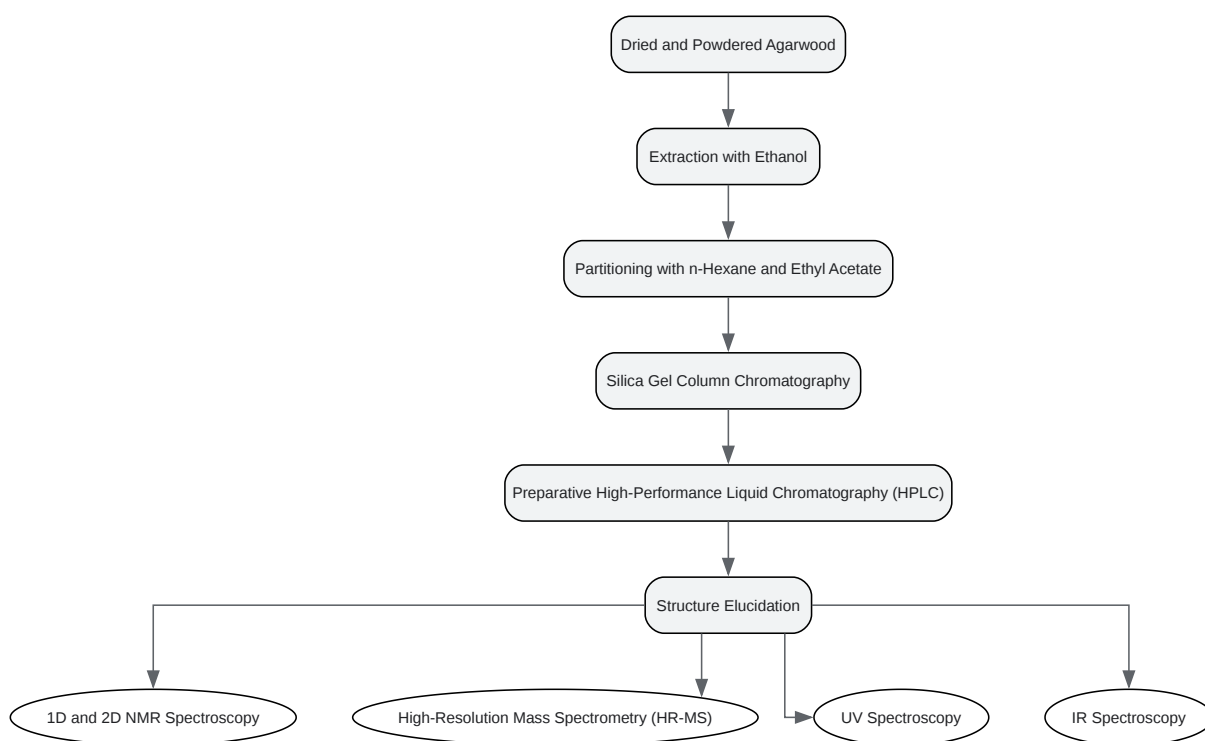 Dried and Powdered Agarwood
Extraction with Ethanol
Partitioning with n-Hexane and Ethyl Acetate
Silica Gel Column Chromatography
Preparative High-Performance Liquid Chromatography (HPLC)
Structure Elucidation
1D and 2D NMR Spectroscopy
High-Resolution Mass Spectrometry (HR-MS)
UV Spectroscopy
IR Spectroscopy